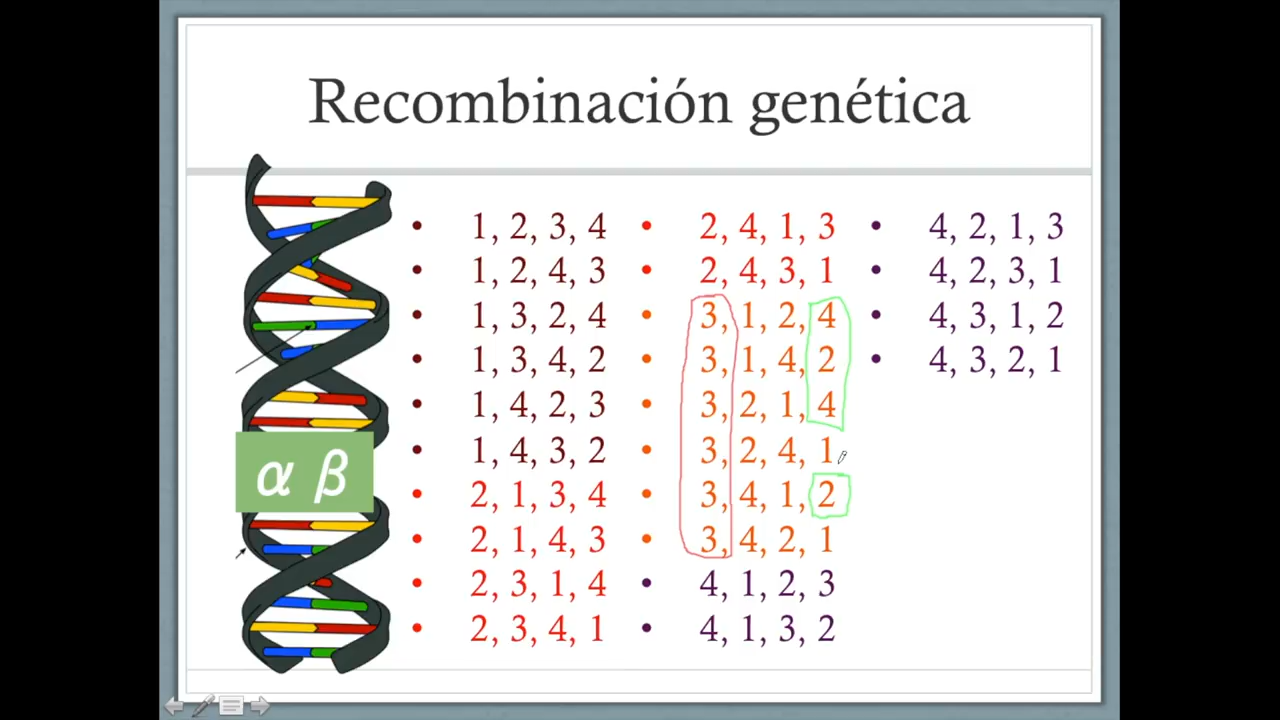 Recombinación genética
α β
• 1, 2, 3, 4
• 1, 2, 4, 3
• 1, 3, 2, 4
• 1, 3, 4, 2
• 1, 4, 2, 3
• 1, 4, 3, 2
• 2, 1, 3, 4
• 2, 1, 4, 3
• 2, 3, 1, 4
• 2, 3, 4, 1
• 2, 4, 1, 3
• 2, 4, 3, 1
• 3, 1, 2, 4
• 3, 1, 4, 2
• 3, 2, 1, 4
• 3, 2, 4, 1
• 3, 4, 1, 2
• 3, 4, 2, 1
• 4, 1, 2, 3
• 4, 1, 3, 2
• 4, 2, 1, 3
• 4, 2, 3, 1
• 4, 3, 1, 2
• 4, 3, 2, 1